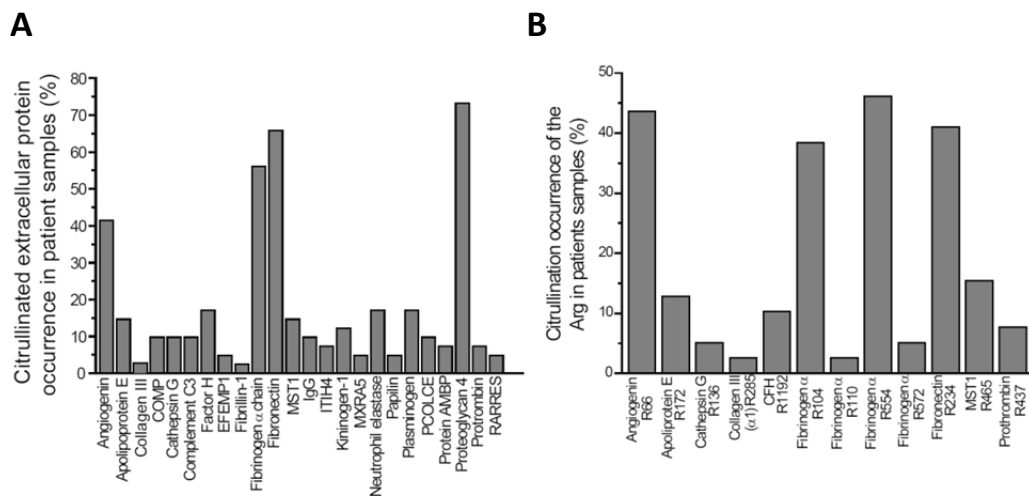 A
Citrullinated extracellular protein
occurrence in patient samples (%)
80
70
60
50
40
30
20
10
0
Angiogenin
Apolipoprotein E
Collagen III
COMP
Cathepsin G
Complement C3
Factor H
EFEMP1
Fibrillin-1
Fibrinogen α chain
Fibronectin
MST1
IgG
ITIH4
Kininogen-1
MXRA5
Neutrophil elastase
Papilin
Plasminogen
PCOLCE
Protein AMBP
Proteoglycan 4
Protrombin
RARRES
B
Citrullination occurrence of the
Arg in patients samples (%)
50
40
30
20
10
0
Angiogenin
R66
Apoliprotein E
R172
Cathepsin G
R136
Collagen III
(α1)R285
CFH
R1192
Fibrinogen α
R104
Fibrinogen α
R110
Fibrinogen α
R554
Fibrinogen α
R572
Fibronectin
R234
MST1
R465
Prothrombin
R437